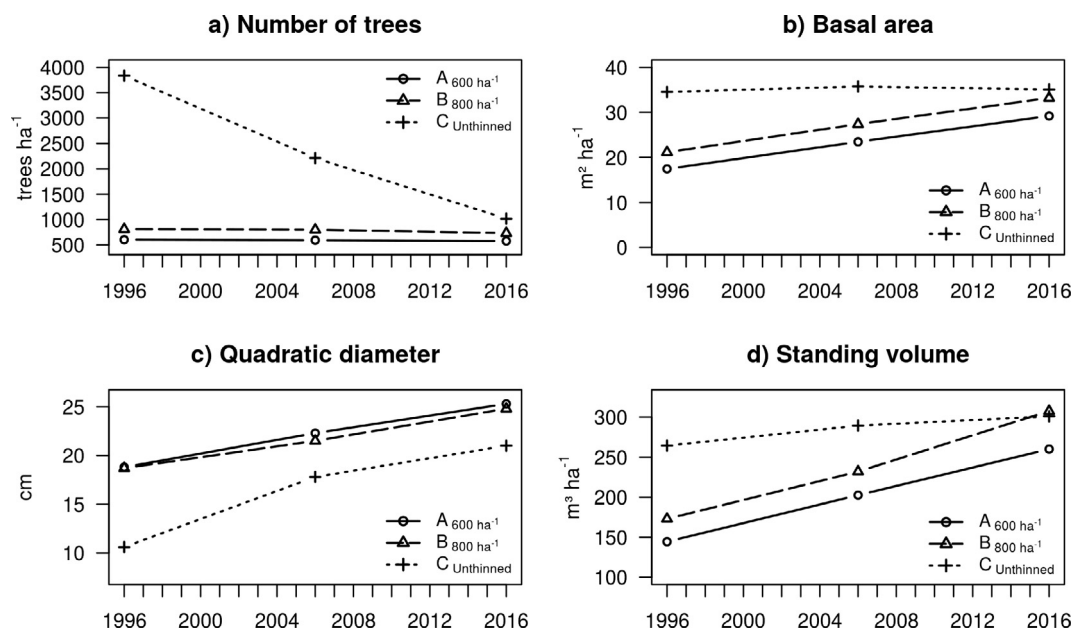 a) Number of trees
trees ha⁻¹
4000
3500
3000
2500
2000
1500
1000
500
A 600 ha⁻¹
B 800 ha⁻¹
C Unthinned
1996 2000 2004 2008 2012 2016
b) Basal area
m² ha⁻¹
40
30
20
10
0
A 600 ha⁻¹
B 800 ha⁻¹
C Unthinned
1996 2000 2004 2008 2012 2016
c) Quadratic diameter
cm
25
20
15
10
A 600 ha⁻¹
B 800 ha⁻¹
C Unthinned
1996 2000 2004 2008 2012 2016
d) Standing volume
m³ ha⁻¹
300
250
200
150
100
A 600 ha⁻¹
B 800 ha⁻¹
C Unthinned
1996 2000 2004 2008 2012 2016